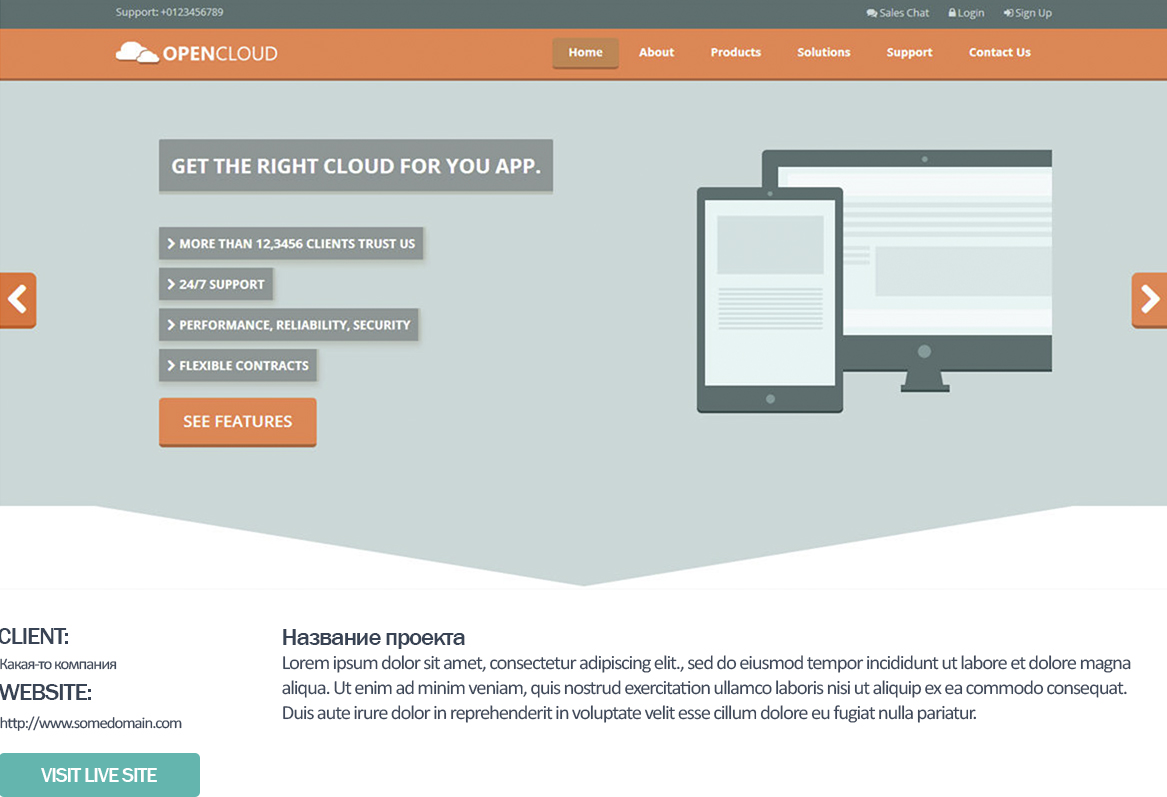 Support: +0123456789 Sales Chat Login Sign Up
OPENCLOUD Home About Products Solutions Support Contact Us
GET THE RIGHT CLOUD FOR YOU APP.
MORE THAN 12,3456 CLIENTS TRUST US
24/7 SUPPORT
PERFORMANCE, RELIABILITY, SECURITY
FLEXIBLE CONTRACTS
SEE FEATURES
CLIENT:
Какая-то компания
WEBSITE:
http://www.somedomain.com
VISIT LIVE SITE
Название проекта
Lorem ipsum dolor sit amet, consectetur adipiscing elit., sed do eiusmod tempor incididunt ut labore et dolore magna
aliqua. Ut enim ad minim veniam, quis nostrud exercitation ullamco laboris nisi ut aliquip ex ea commodo consequat.
Duis aute irure dolor in reprehenderit in voluptate velit esse cillum dolore eu fugiat nulla pariatur.